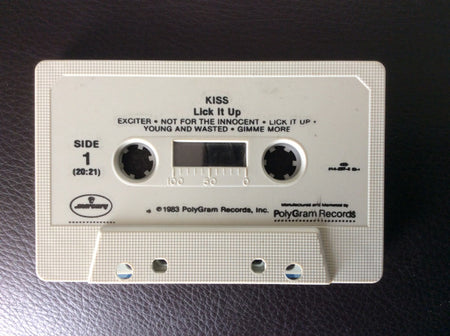 KISS
Lick It Up
EXCITER • NOT FOR THE INNOCENT • LICK IT UP •
YOUNG AND WASTED • GIMME MORE
SIDE
1
(20:21)
100 50 0
mercury
℗1983 PolyGram Records, Inc.
Manufactured and Marketed by
PolyGram Records